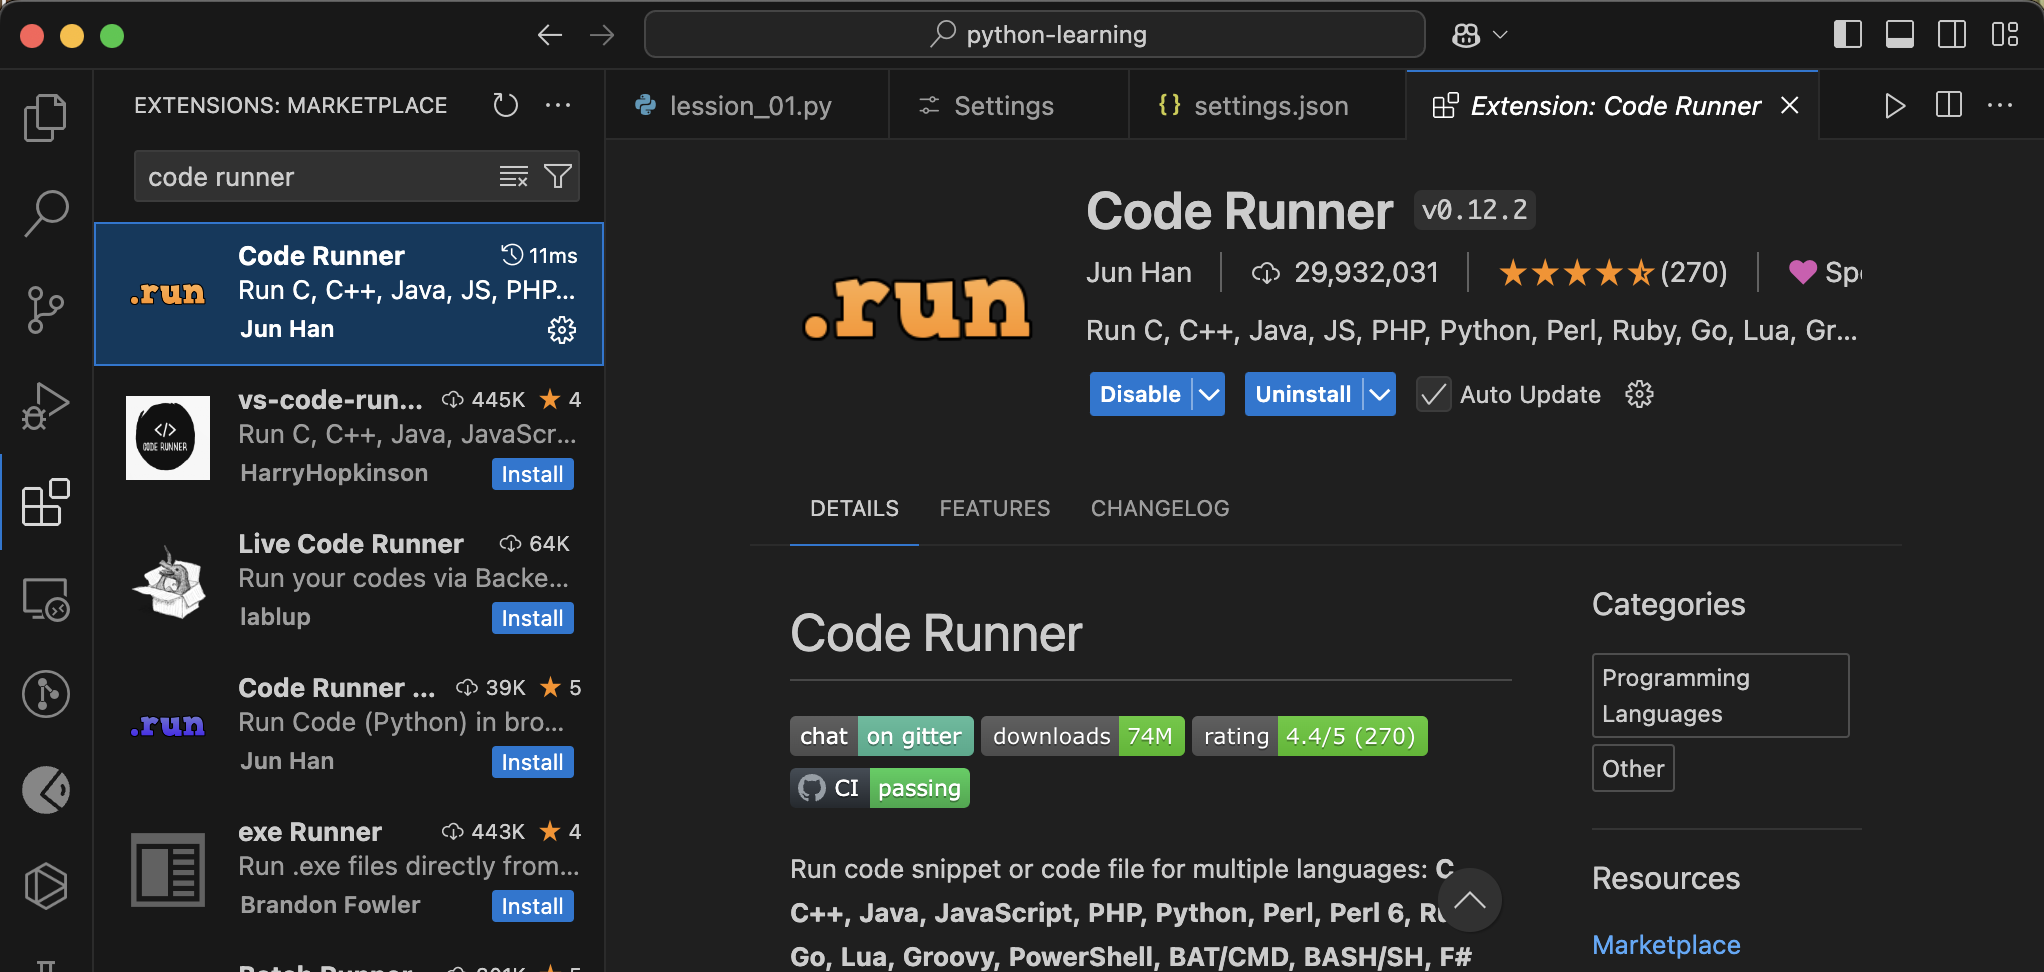 python-learning
EXTENSIONS: MARKETPLACE
lession_01.py
Settings
settings.json
Extension: Code Runner
code runner
Code Runner
11ms
Run C, C++, Java, JS, PHP...
Jun Han
.run
vs-code-run...
445K
4
Run C, C++, Java, JavaScr...
HarryHopkinson
Install
</>
CODE RUNNER
Live Code Runner
64K
Run your codes via Backe...
lablup
Install
Code Runner ...
39K
5
Run Code (Python) in bro...
Jun Han
Install
.run
exe Runner
443K
4
Run .exe files directly from...
Brandon Fowler
Install
.run
Code Runner
v0.12.2
Jun Han
29,932,031
(270)
Run C, C++, Java, JS, PHP, Python, Perl, Ruby, Go, Lua, Gr...
Disable
Uninstall
Auto Update
DETAILS
FEATURES
CHANGELOG
Code Runner
chat on gitter
downloads 74M
rating 4.4/5 (270)
CI passing
Run code snippet or code file for multiple languages: C
C++, Java, JavaScript, PHP, Python, Perl, Perl 6,
Go, Lua, Groovy, PowerShell, BAT/CMD, BASH/SH, F#
Categories
Programming
Languages
Other
Resources
Marketplace